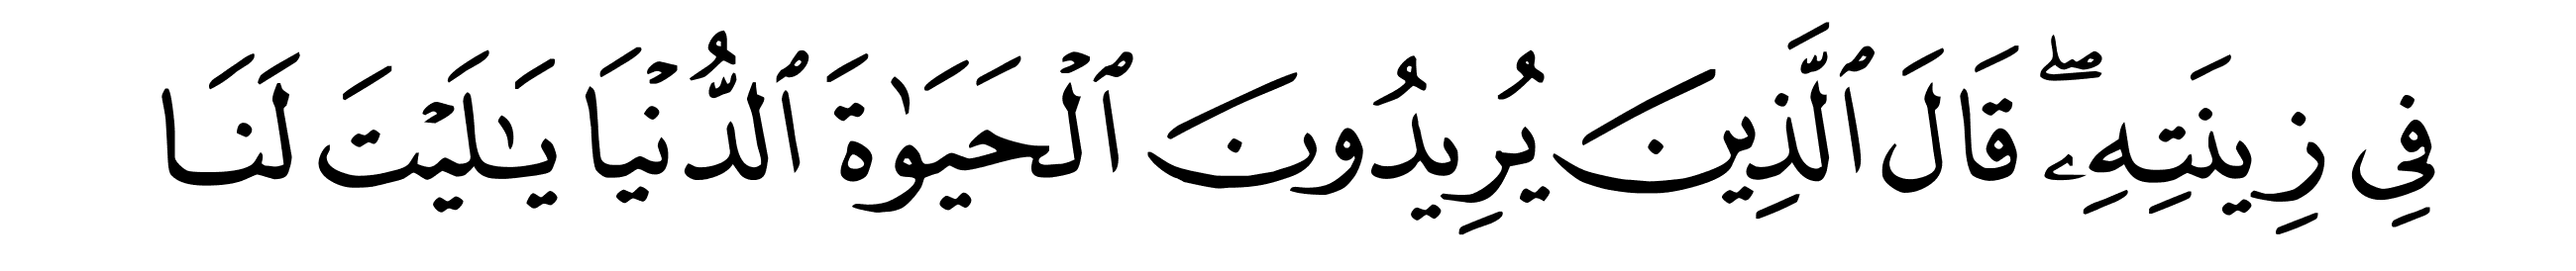 فِي زِينَتِهِۦۖ قَالَ ٱلَّذِينَ يُرِيدُونَ ٱلْحَيَوٰةَ ٱلدُّنْيَا يَـٰلَيْتَ لَنَا